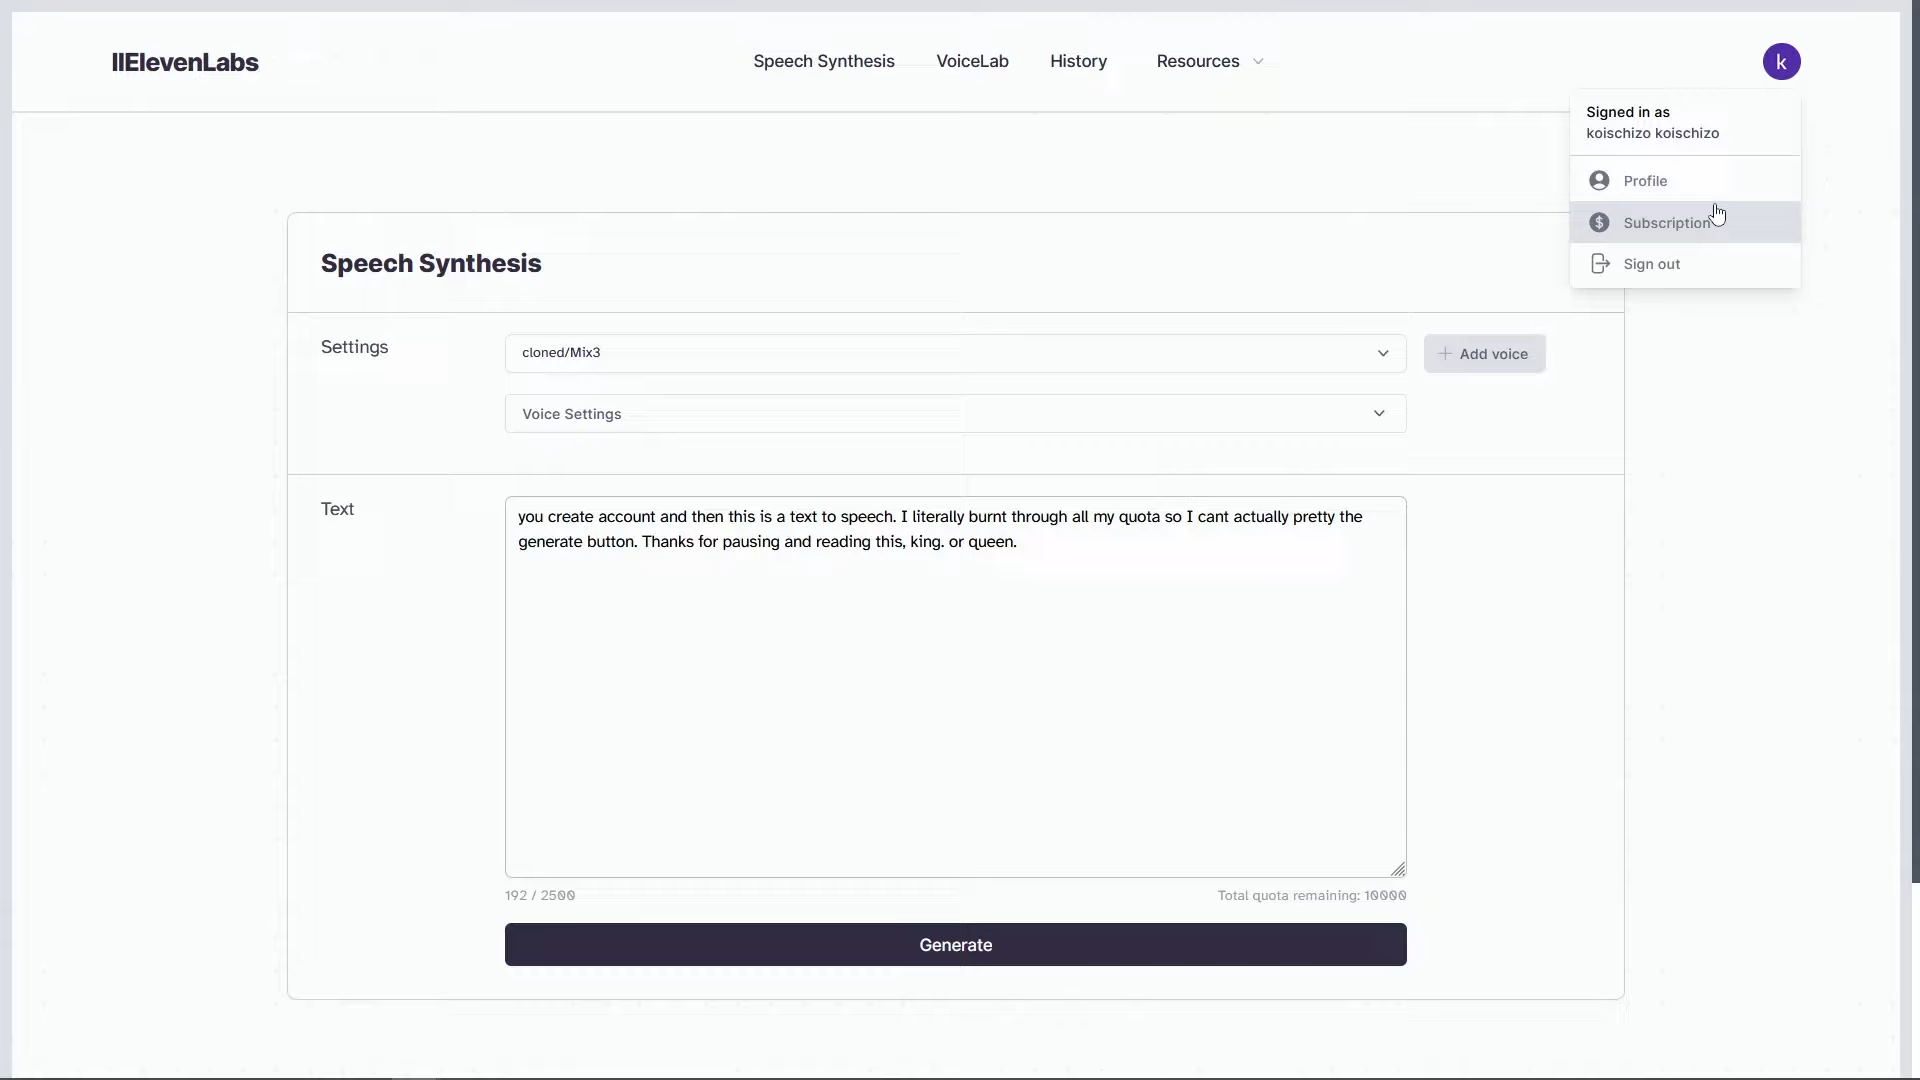 IIElevenLabs
Speech Synthesis VoiceLab History Resources
k
Signed in as
koischizo koischizo
Profile
Subscription
Sign out
Speech Synthesis
Settings
cloned/Mix3
Add voice
Voice Settings
Text
you create account and then this is a text to speech. I literally burnt through all my quota so I cant actually pretty the
generate button. Thanks for pausing and reading this, king. or queen.
192 / 2500
Total quota remaining: 10000
Generate